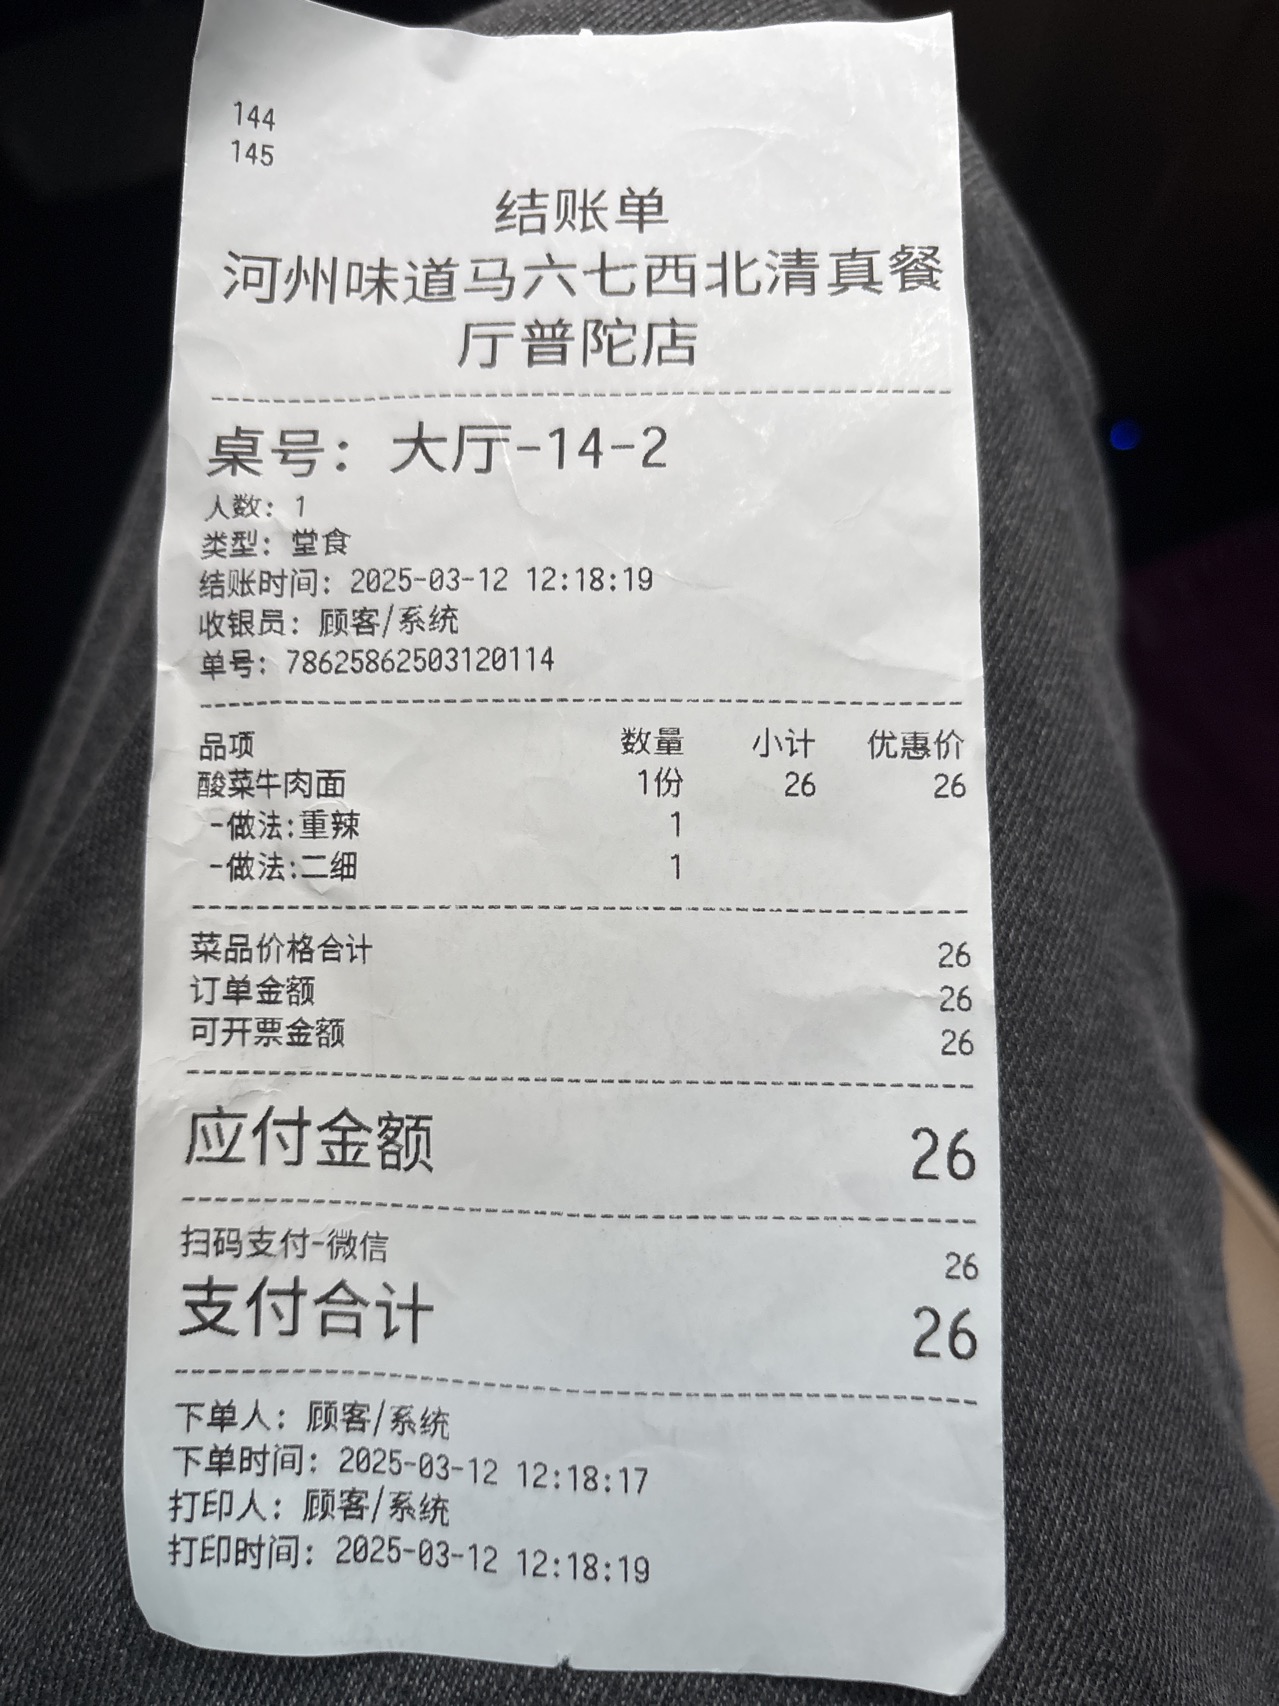 144
145
结账单
河州味道马六七西北清真餐
厅普陀店
桌号：大厅-14-2
人数：1
类型：堂食
结账时间：2025-03-12 12:18:19
收银员：顾客/系统
单号：78625862503120114
品项 数量 小计 优惠价
酸菜牛肉面 1份 26 26
-做法:重辣 1
-做法:二细 1
菜品价格合计 26
订单金额 26
可开票金额 26
应付金额 26
扫码支付-微信 26
支付合计 26
下单人：顾客/系统
下单时间：2025-03-12 12:18:17
打印人：顾客/系统
打印时间：2025-03-12 12:18:19